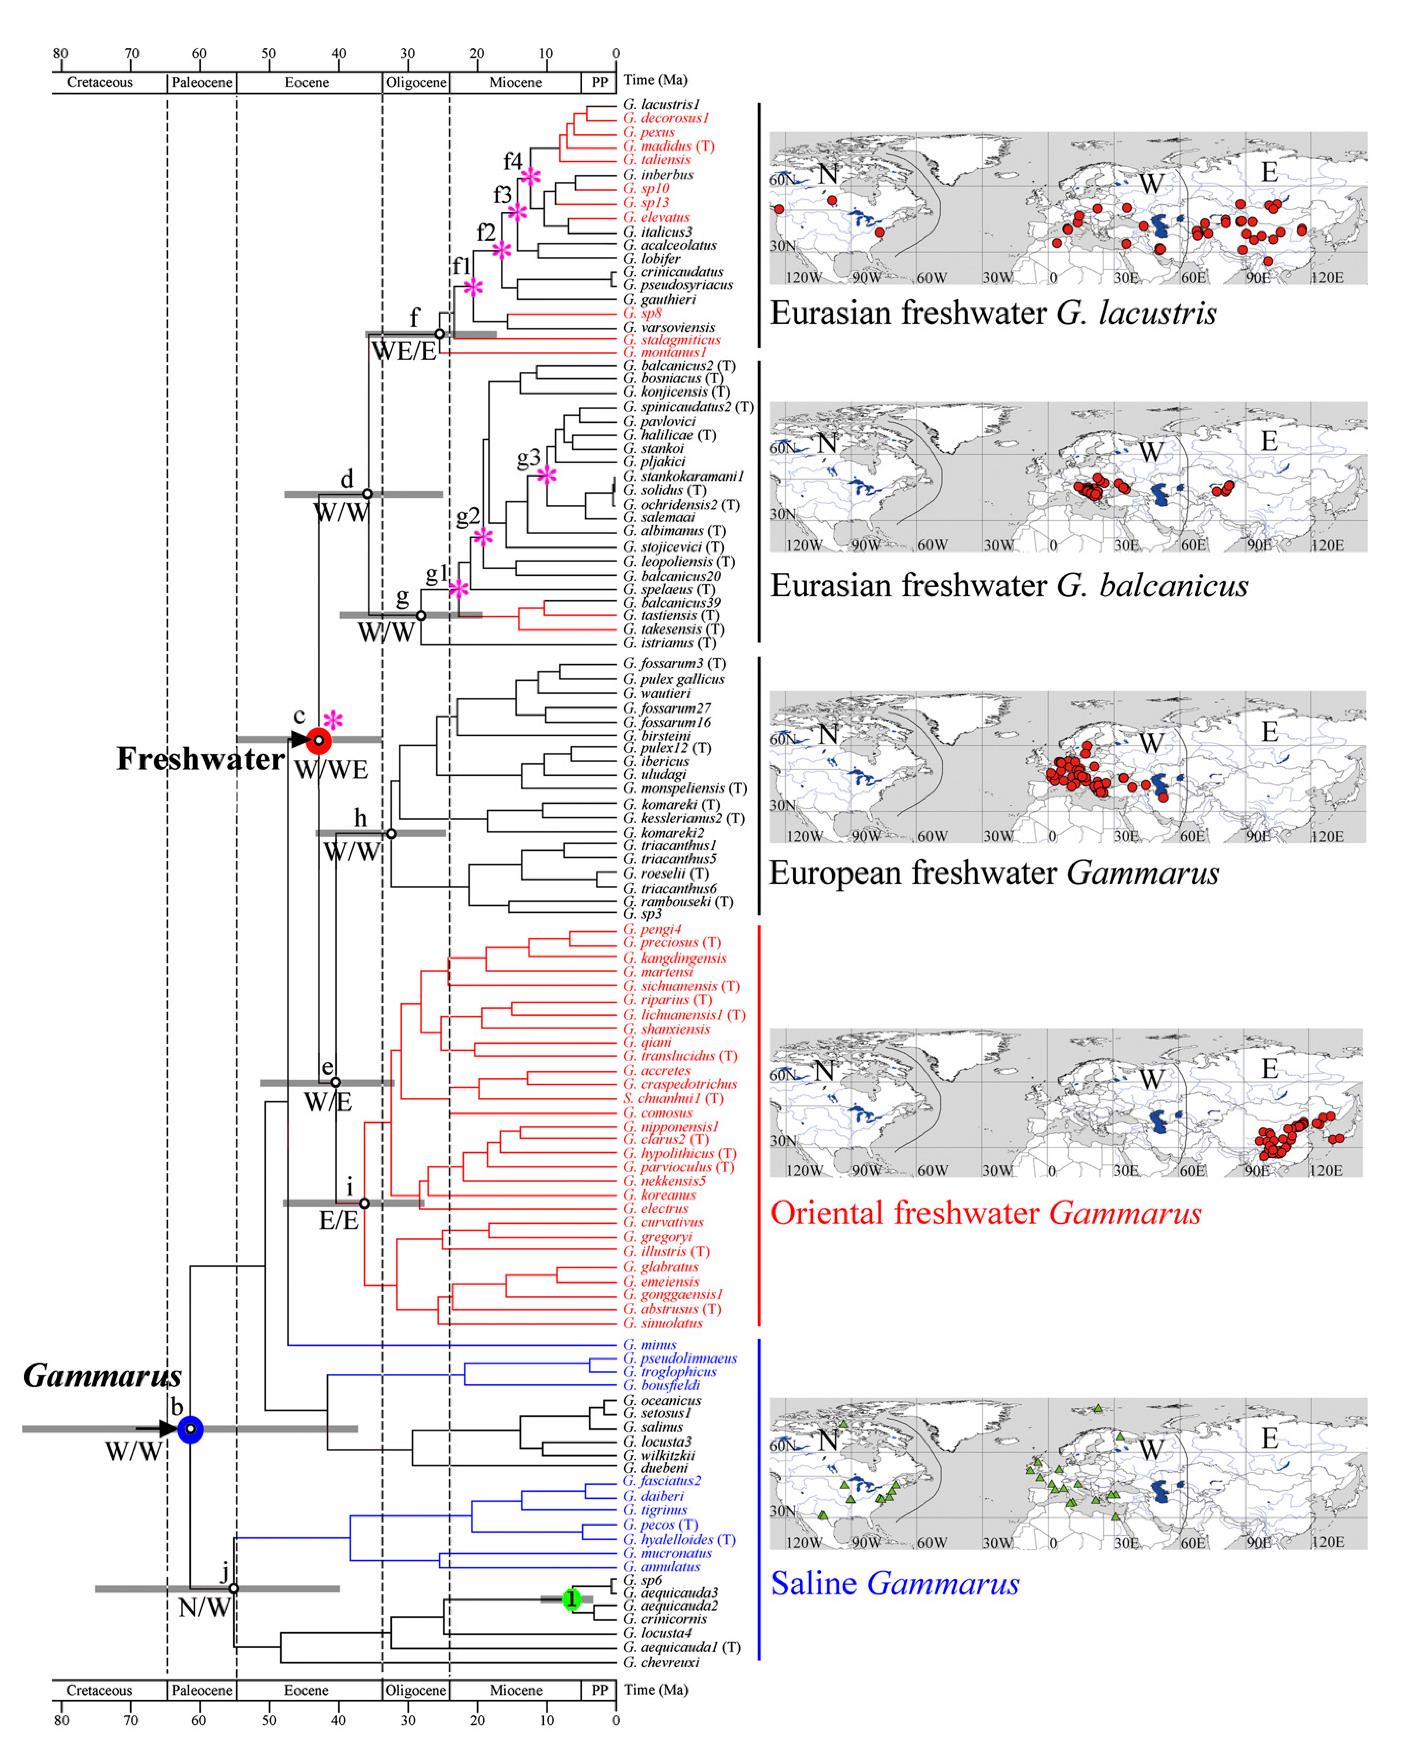 80 70 60 50 40 30 20 10 0
Cretaceous Paleocene Eocene Oligocene Miocene PP Time (Ma)
G. lacustris1
G. decorosus1
G. pexus
G. madidus (T)
G. taliensis
G. inberbus
G. sp10
G. sp13
G. elevatus
G. italicus3
G. acalceolatus
G. lobifer
G. crinicaudatus
G. pseudosyriacus
G. gauthieri
G. sp8
G. varsoviensis
G. stalagmiticus
G. montanus1
f4
f3
f2
f1
f
WE/E
N W E
60N
30N
120W 90W 60W 30W 0 30E 60E 90E 120E
Eurasian freshwater G. lacustris
G. balcanicus2 (T)
G. bosniacus (T)
G. konjicensis (T)
G. spinicaudatus2 (T)
G. pavlovici
G. halilicae (T)
G. stankoi
G. pljakici
G. stankokaramani1
G. solidus (T)
G. ochridensis2 (T)
G. salemaai
G. albimanus (T)
G. stojicevici (T)
G. leopoliensis (T)
G. balcanicus20
G. spelaeus (T)
G. balcanicus39
G. tastiensis (T)
G. takesensis (T)
G. istrianus (T)
g3
d
W/W
g2
g1
g
W/W
N W E
60N
30N
120W 90W 60W 30W 0 30E 60E 90E 120E
Eurasian freshwater G. balcanicus
G. fossarum3 (T)
G. pulex gallicus
G. wautieri
G. fossarum27
G. fossarum16
G. birsteini
G. pulex12 (T)
G. ibericus
G. uludagi
G. monspeliensis (T)
G. komareki (T)
G. kesslerianus2 (T)
G. komareki2
G. triacanthus1
G. triacanthus5
G. roeselii (T)
G. triacanthus6
G. rambouseki (T)
G. sp3
c
Freshwater
W/WE
h
W/W
N W E
60N
30N
120W 90W 60W 30W 0 30E 60E 90E 120E
European freshwater Gammarus
G. pengi4
G. preciosus (T)
G. kangdingensis
G. martensi
G. sichuanensis (T)
G. riparius (T)
G. lichuanensis1 (T)
G. shanxiensis
G. qiani
G. translucidus (T)
G. accretes
G. craspedotrichus
S. chuanhui1 (T)
G. comosus
G. nipponensis1
G. clarus2 (T)
G. hypolithicus (T)
G. parvioculus (T)
G. nekkensis5
G. koreanus
G. electrus
G. curvativus
G. gregoryi
G. illustris (T)
G. glabratus
G. emeiensis
G. gonggaensis1
G. abstrusus (T)
G. sinuolatus
e
W/E
i
E/E
N W E
60N
30N
120W 90W 60W 30W 0 30E 60E 90E 120E
Oriental freshwater Gammarus
G. minus
G. pseudolimnaeus
G. troglophicus
G. bousfieldi
G. oceanicus
G. setosus1
G. salinus
G. locusta3
G. wilkitzkii
G. duebeni
G. fasciatus2
G. daiberi
G. tigrinus
G. pecos (T)
G. hyalelloides (T)
G. mucronatus
G. annulatus
G. sp6
G. aequicauda3
G. aequicauda2
G. crinicornis
G. locusta4
G. aequicauda1 (T)
G. chevreuxi
Gammarus
b
W/W
j
N/W
1
N W E
60N
30N
120W 90W 60W 30W 0 30E 60E 90E 120E
Saline Gammarus
Cretaceous Paleocene Eocene Oligocene Miocene PP Time (Ma)
80 70 60 50 40 30 20 10 0